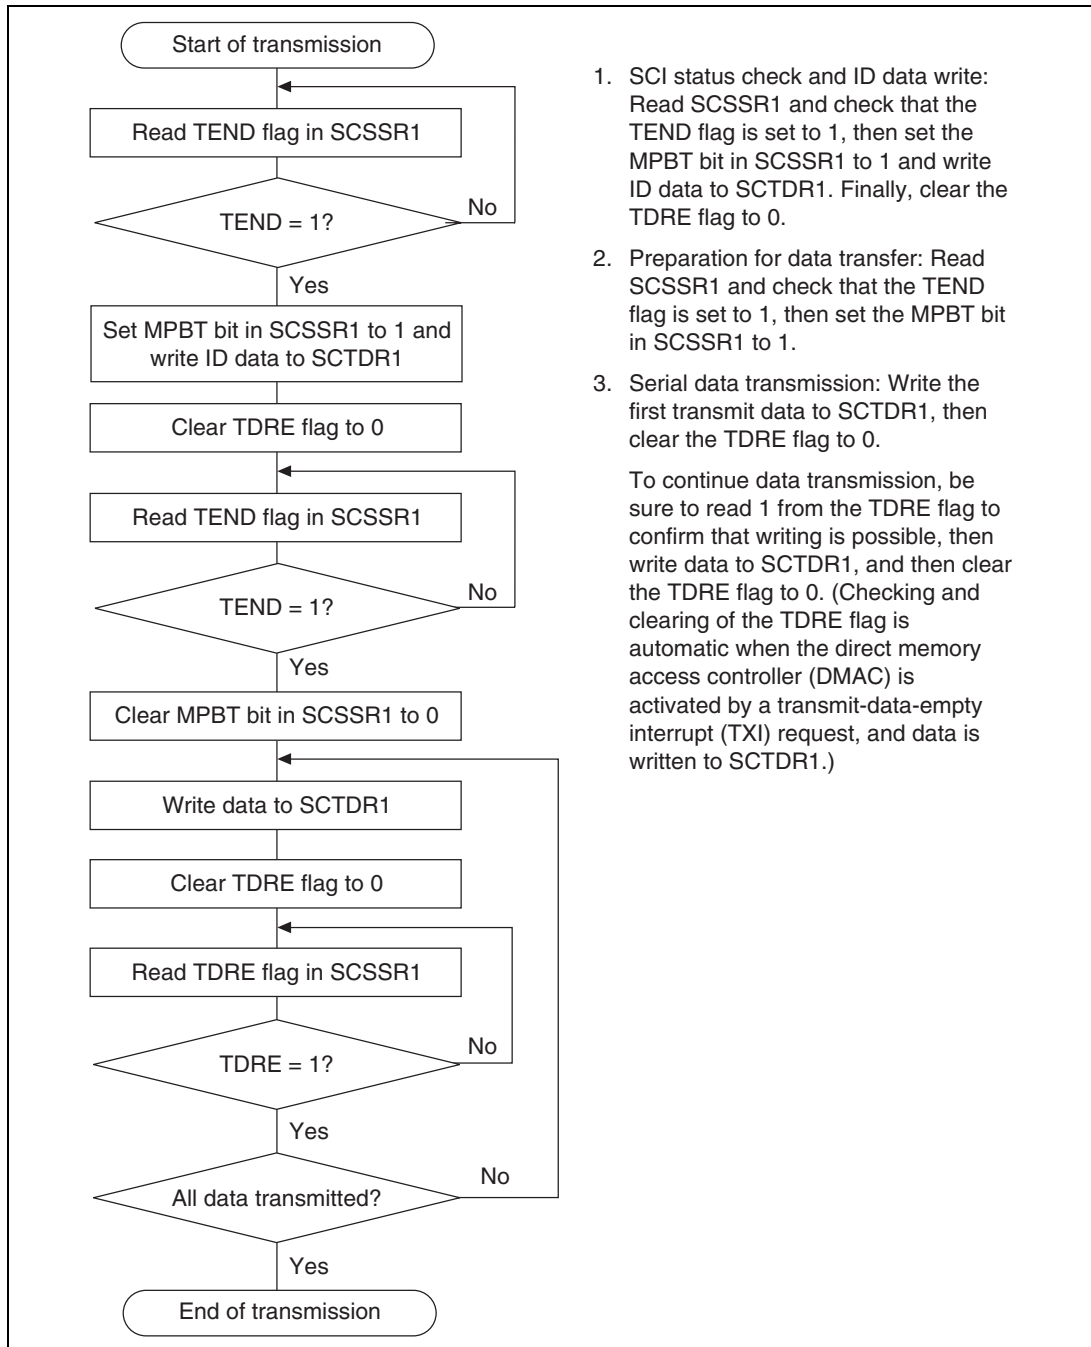 Start of transmission
Read TEND flag in SCSSR1
TEND = 1?
No
Yes
Set MPBT bit in SCSSR1 to 1 and
write ID data to SCTDR1
Clear TDRE flag to 0
Read TEND flag in SCSSR1
TEND = 1?
No
Yes
Clear MPBT bit in SCSSR1 to 0
Write data to SCTDR1
Clear TDRE flag to 0
Read TDRE flag in SCSSR1
TDRE = 1?
No
Yes
All data transmitted?
No
Yes
End of transmission
1. SCI status check and ID data write:
Read SCSSR1 and check that the
TEND flag is set to 1, then set the
MPBT bit in SCSSR1 to 1 and write
ID data to SCTDR1. Finally, clear the
TDRE flag to 0.
2. Preparation for data transfer: Read
SCSSR1 and check that the TEND
flag is set to 1, then set the MPBT bit
in SCSSR1 to 1.
3. Serial data transmission: Write the
first transmit data to SCTDR1, then
clear the TDRE flag to 0.
To continue data transmission, be
sure to read 1 from the TDRE flag to
confirm that writing is possible, then
write data to SCTDR1, and then clear
the TDRE flag to 0. (Checking and
clearing of the TDRE flag is
automatic when the direct memory
access controller (DMAC) is
activated by a transmit-data-empty
interrupt (TXI) request, and data is
written to SCTDR1.)